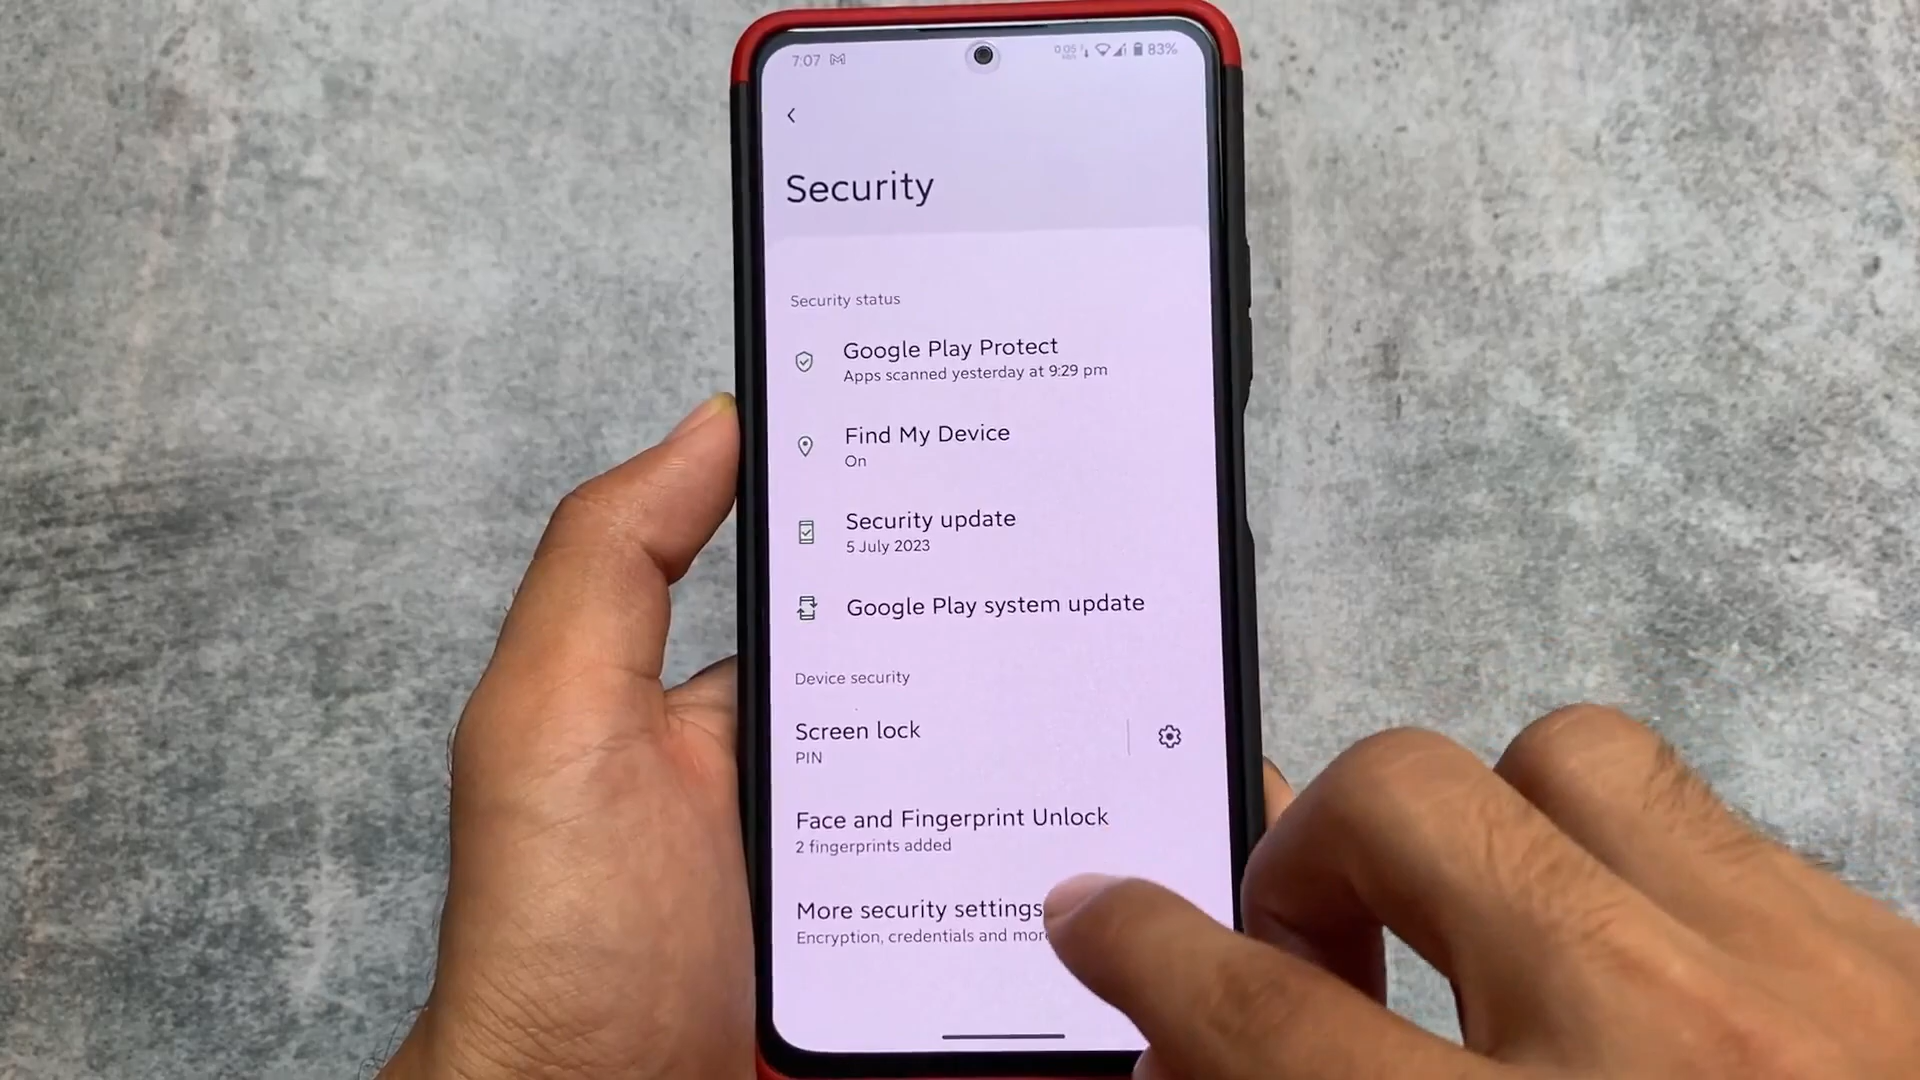 7:07
83%
Security
Security status
Google Play Protect
Apps scanned yesterday at 9:29 pm
Find My Device
On
Security update
5 July 2023
Google Play system update
Device security
Screen lock
PIN
Face and Fingerprint Unlock
2 fingerprints added
More security settings
Encryption, credentials and more